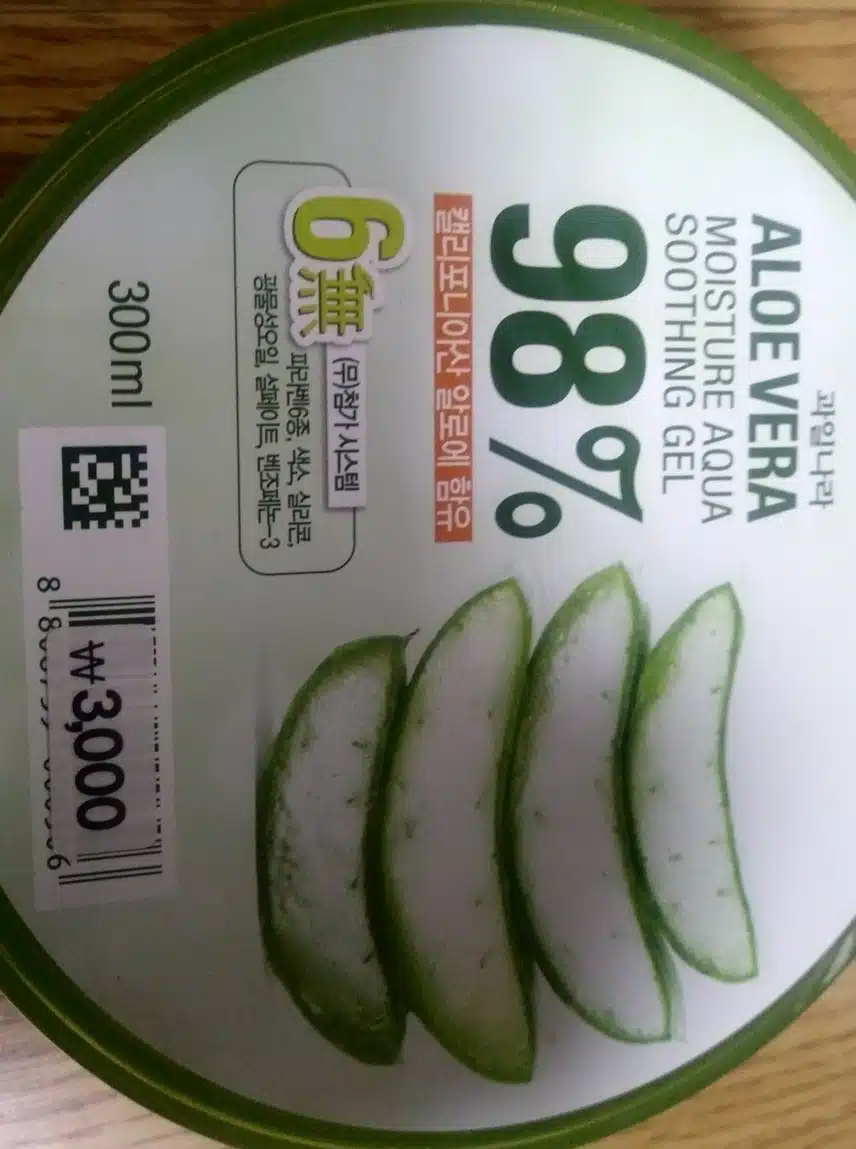 과일나라
ALOE VERA
MOISTURE AQUA
SOOTHING GEL
98%
캘리포니아산 알로에 함유
6無
(무)첨가 시스템
파라벤6종, 색소, 실리콘,
광물성오일, 설페이트, 벤조페논-3
300ml
₩3,000